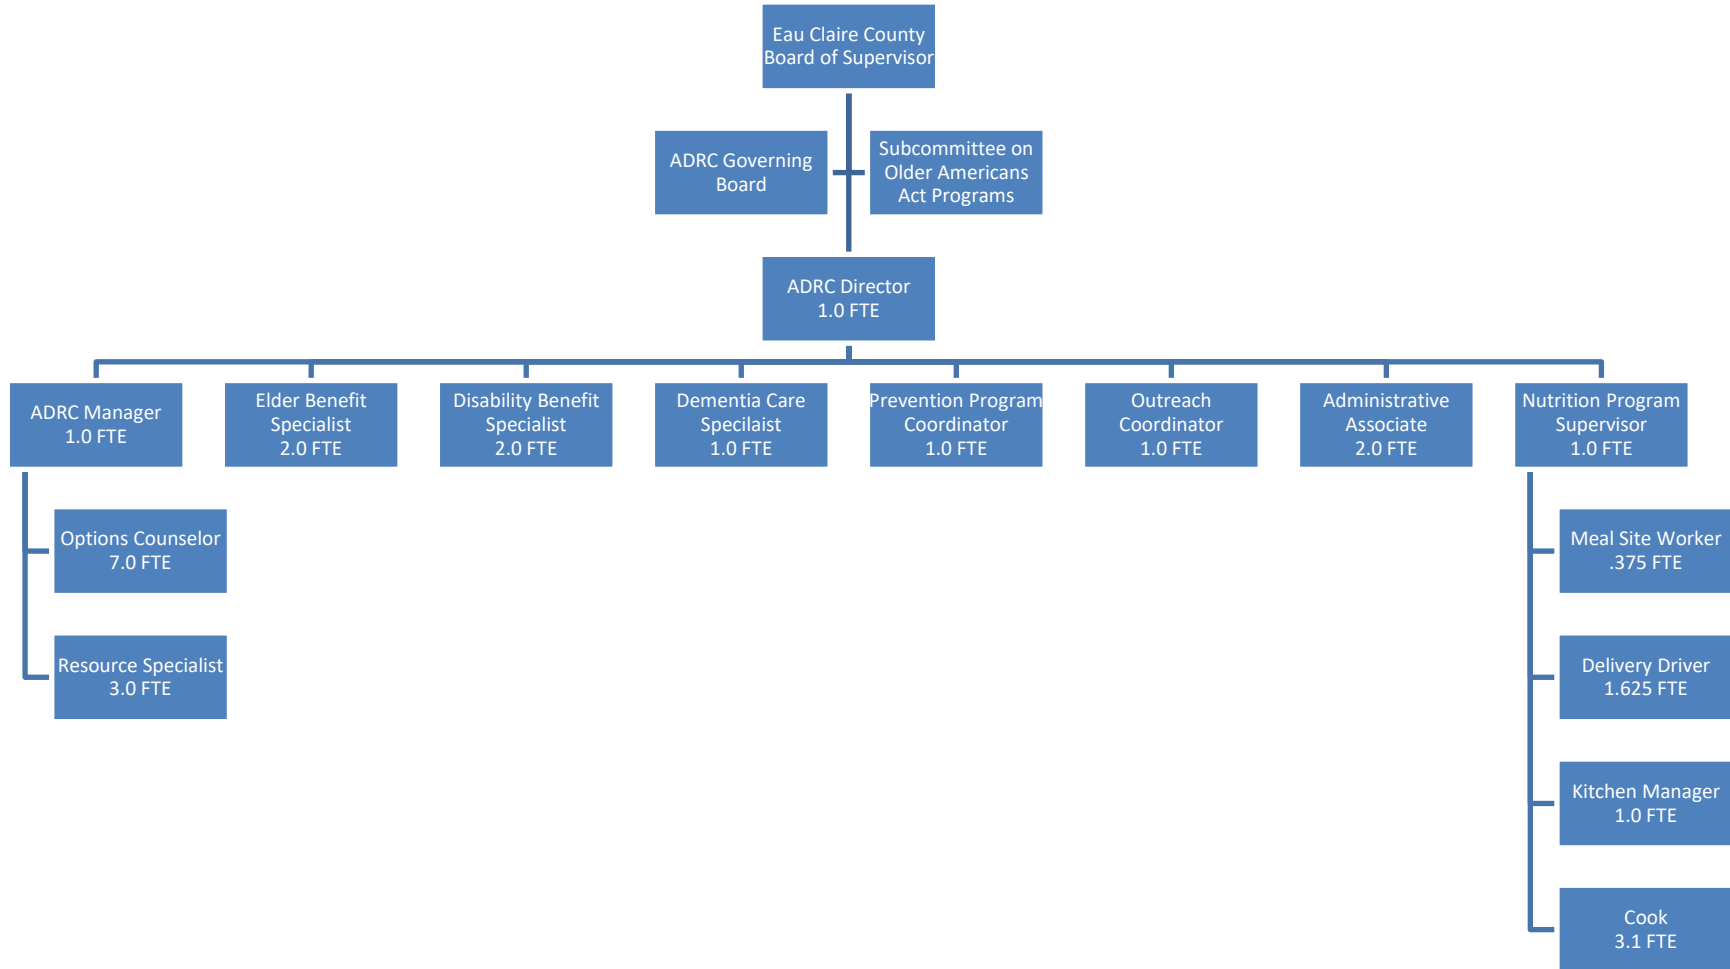 Eau Claire County
Board of Supervisor
ADRC Governing
Board
Subcommittee on
Older Americans
Act Programs
ADRC Director
1.0 FTE
ADRC Manager
1.0 FTE
Elder Benefit
Specialist
2.0 FTE
Disability Benefit
Specialist
2.0 FTE
Dementia Care
Specilaist
1.0 FTE
Prevention Program
Coordinator
1.0 FTE
Outreach
Coordinator
1.0 FTE
Administrative
Associate
2.0 FTE
Nutrition Program
Supervisor
1.0 FTE
Options Counselor
7.0 FTE
Resource Specialist
3.0 FTE
Meal Site Worker
.375 FTE
Delivery Driver
1.625 FTE
Kitchen Manager
1.0 FTE
Cook
3.1 FTE